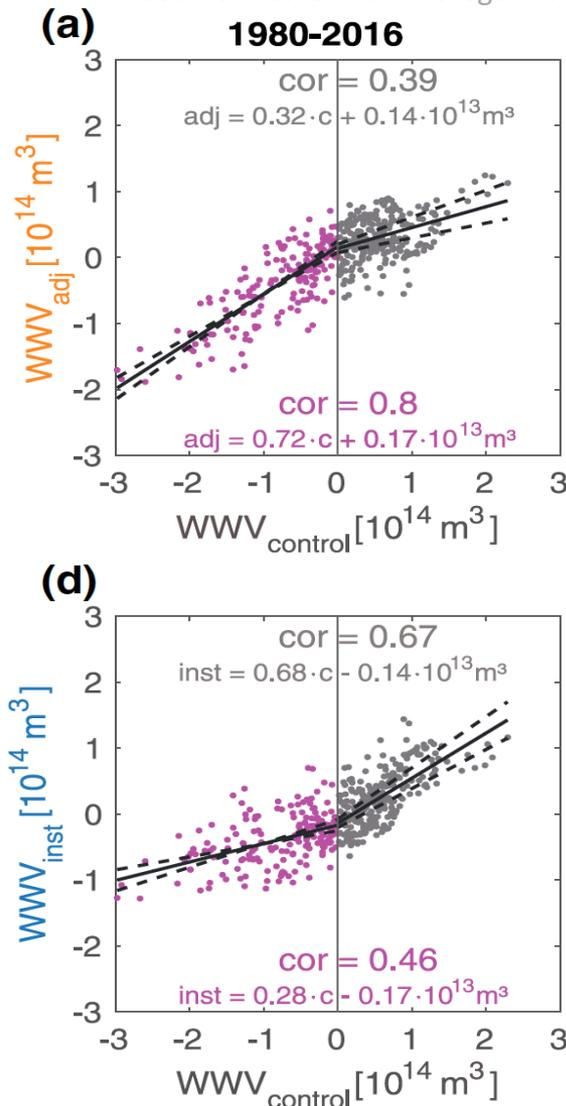 (a)
1980-2016
cor = 0.39
adj = 0.32·c + 0.14·10¹³m³
WWV_adj [10¹⁴ m³]
3
2
1
0
-1
-2
-3
cor = 0.8
adj = 0.72·c + 0.17·10¹³m³
-3 -2 -1 0 1 2 3
WWV_control [10¹⁴ m³]
(d)
cor = 0.67
inst = 0.68·c - 0.14·10¹³m³
WWV_inst [10¹⁴ m³]
3
2
1
0
-1
-2
-3
cor = 0.46
inst = 0.28·c - 0.17·10¹³m³
-3 -2 -1 0 1 2 3
WWV_control [10¹⁴ m³]